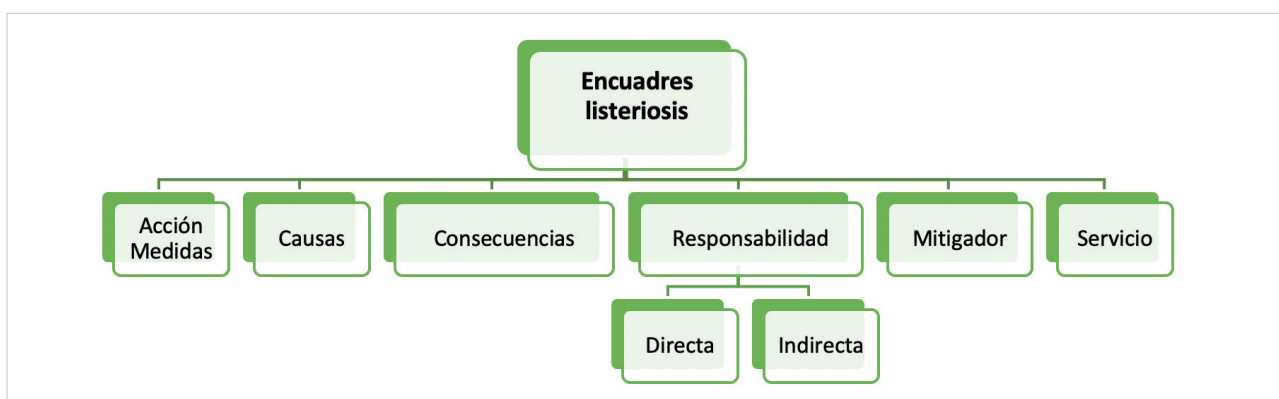 Encuadres
listeriosis
Acción
Medidas
Causas
Consecuencias
Responsabilidad
Mitigador
Servicio
Directa
Indirecta